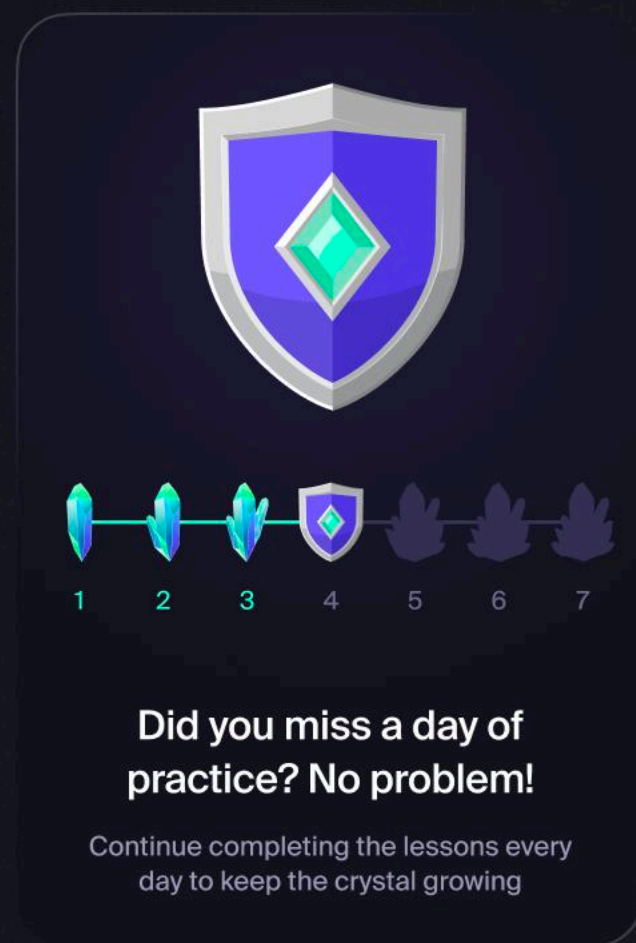 1 2 3 4 5 6 7
Did you miss a day of
practice? No problem!
Continue completing the lessons every
day to keep the crystal growing